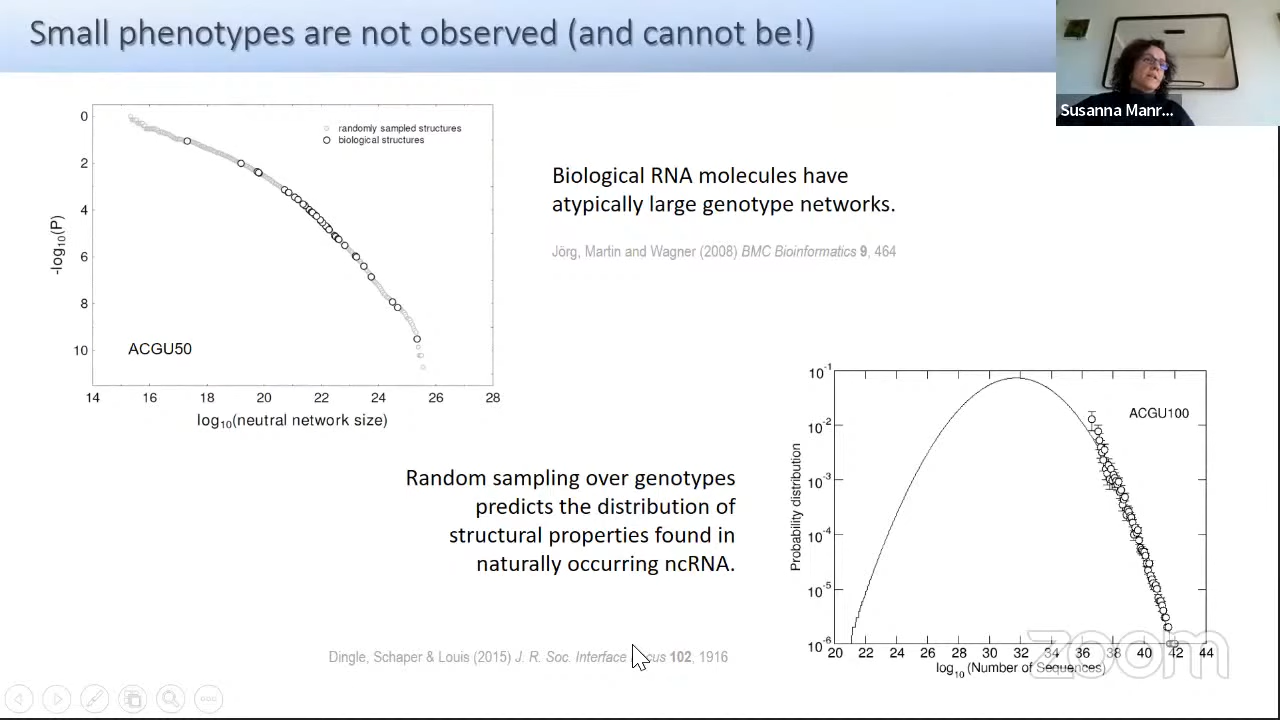 Small phenotypes are not observed (and cannot be!)
Susanna Manr...
0
2
4
6
8
10
-log10(P)
randomly sampled structures
biological structures
ACGU50
14 16 18 20 22 24 26 28
log10(neutral network size)
Biological RNA molecules have
atypically large genotype networks.
Jörg, Martin and Wagner (2008) BMC Bioinformatics 9, 464
Random sampling over genotypes
predicts the distribution of
structural properties found in
naturally occurring ncRNA.
Dingle, Schaper & Louis (2015) J. R. Soc. Interface cus 102, 1916
10-1
10-2
10-3
10-4
10-5
10-6
Probability distribution
ACGU100
20 22 24 26 28 30 32 34 36 38 40 42 44
log10 (Number of Sequences)
zoom